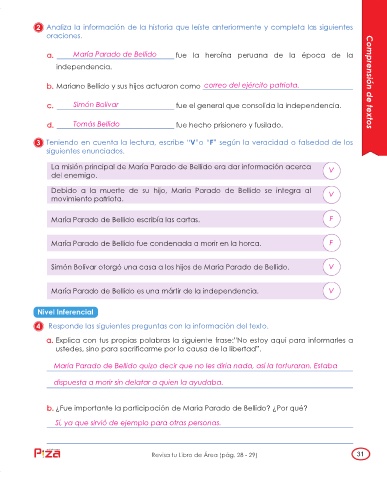 2 Analiza la información de la historia que leíste anteriormente y completa las siguientes
oraciones.
a. María Parado de Bellido fue la heroína peruana de la época de la
independencia.
b. Mariano Bellido y sus hijos actuaron como correo del ejército patriota.
c. Simón Bolívar fue el general que consolida la independencia.
d. Tomás Bellido fue hecho prisionero y fusilado.
3 Teniendo en cuenta la lectura, escribe "V" o "F" según la veracidad o falsedad de los
siguientes enunciados.
La misión principal de María Parado de Bellido era dar información acerca
del enemigo. V
Debido a la muerte de su hijo, María Parado de Bellido se integra al
movimiento patriota. V
María Parado de Bellido escribía las cartas. F
María Parado de Bellido fue condenada a morir en la horca. F
Simón Bolívar otorgó una casa a los hijos de María Parado de Bellido. V
María Parado de Bellido es una mártir de la independencia. V
Nivel Inferencial
4 Responde las siguientes preguntas con la información del texto.
a. Explica con tus propias palabras la siguiente frase:"No estoy aquí para informarles a
ustedes, sino para sacrificarme por la causa de la libertad".
María Parado de Bellido quizo decir que no les diría nada, así la torturaran. Estaba
dispuesta a morir sin delatar a quien la ayudaba.
b. ¿Fue importante la participación de María Parado de Bellido? ¿Por qué?
Sí, ya que sirvió de ejemplo para otras personas.
Comprensión de textos
Revisa tu Libro de Área (pág. 28 - 29)
31